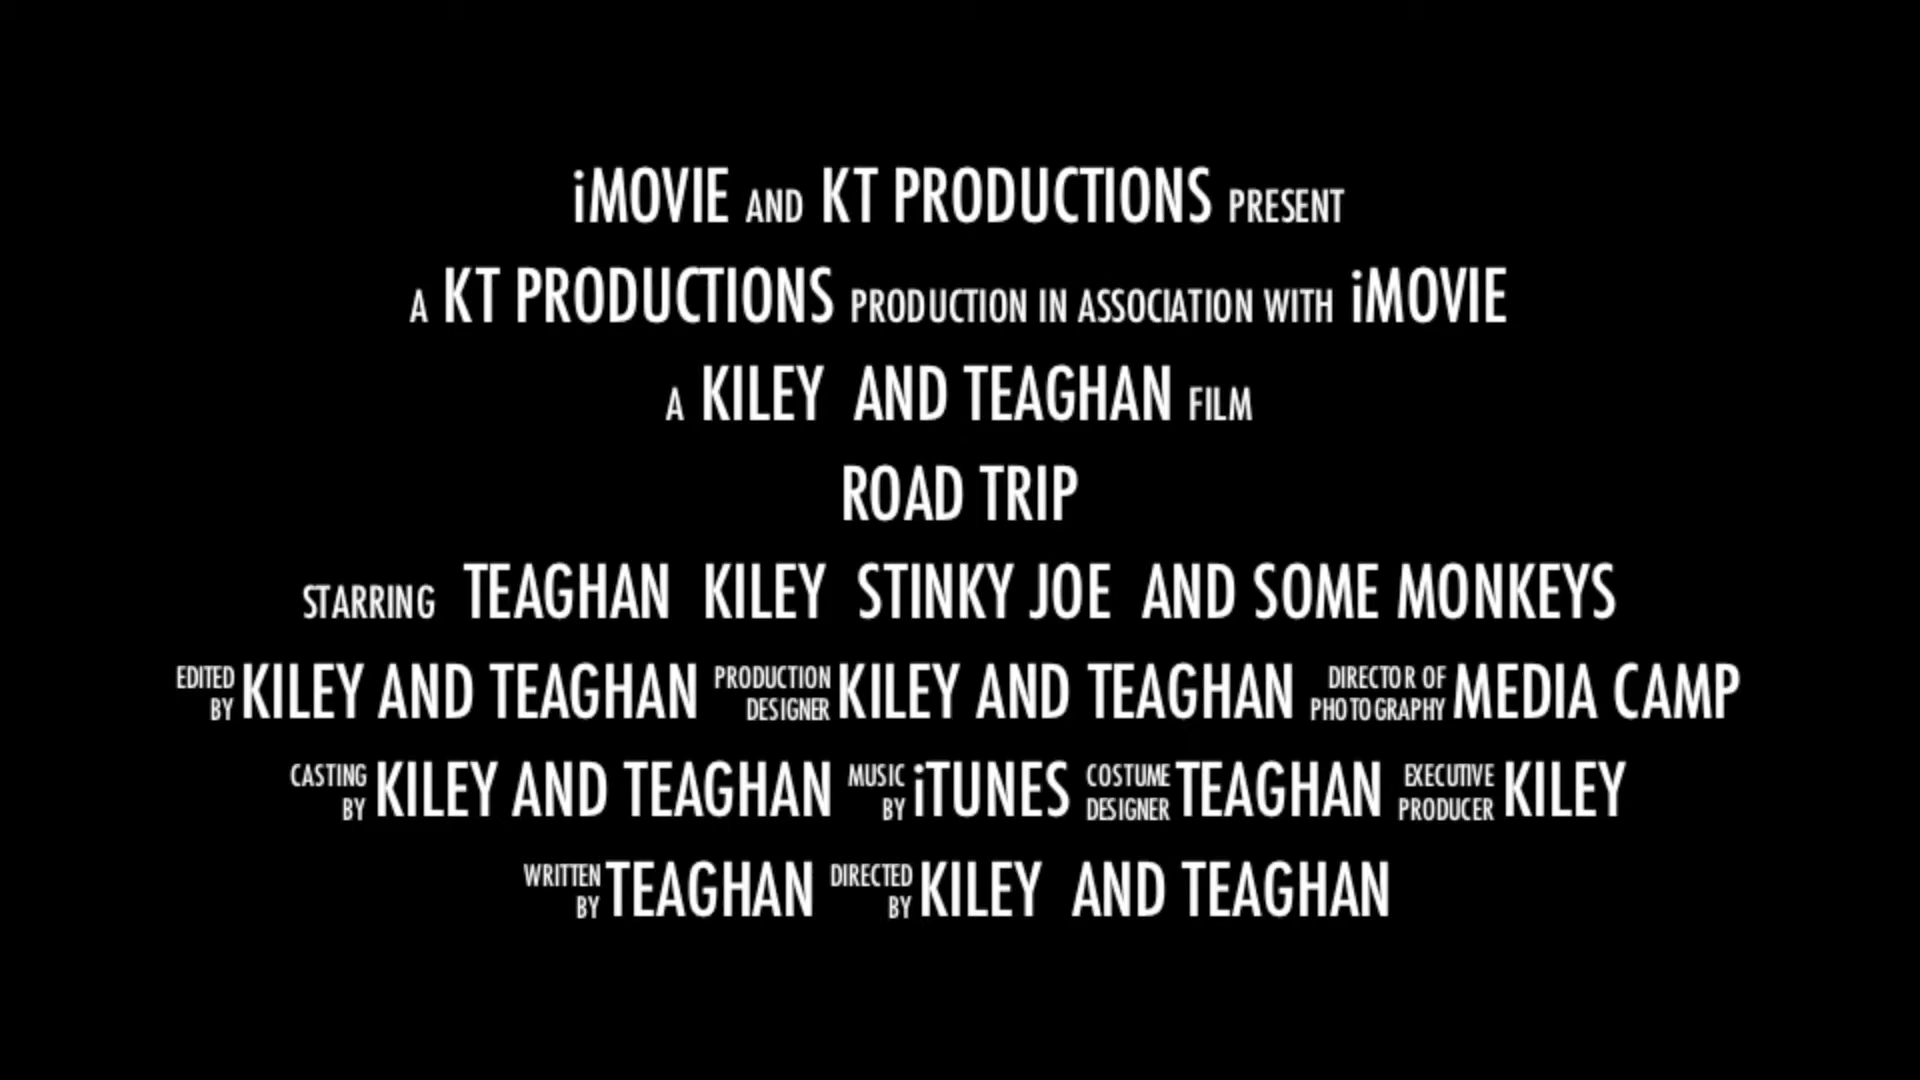 iMOVIE AND KT PRODUCTIONS PRESENT
A KT PRODUCTIONS PRODUCTION IN ASSOCIATION WITH iMOVIE
A KILEY AND TEAGHAN FILM
ROAD TRIP
STARRING TEAGHAN KILEY STINKY JOE AND SOME MONKEYS
EDITED BY KILEY AND TEAGHAN PRODUCTION DESIGNER KILEY AND TEAGHAN DIRECTOR OF PHOTOGRAPHY MEDIA CAMP
CASTING BY KILEY AND TEAGHAN MUSIC BY iTUNES COSTUME DESIGNER TEAGHAN EXECUTIVE PRODUCER KILEY
WRITTEN BY TEAGHAN DIRECTED BY KILEY AND TEAGHAN